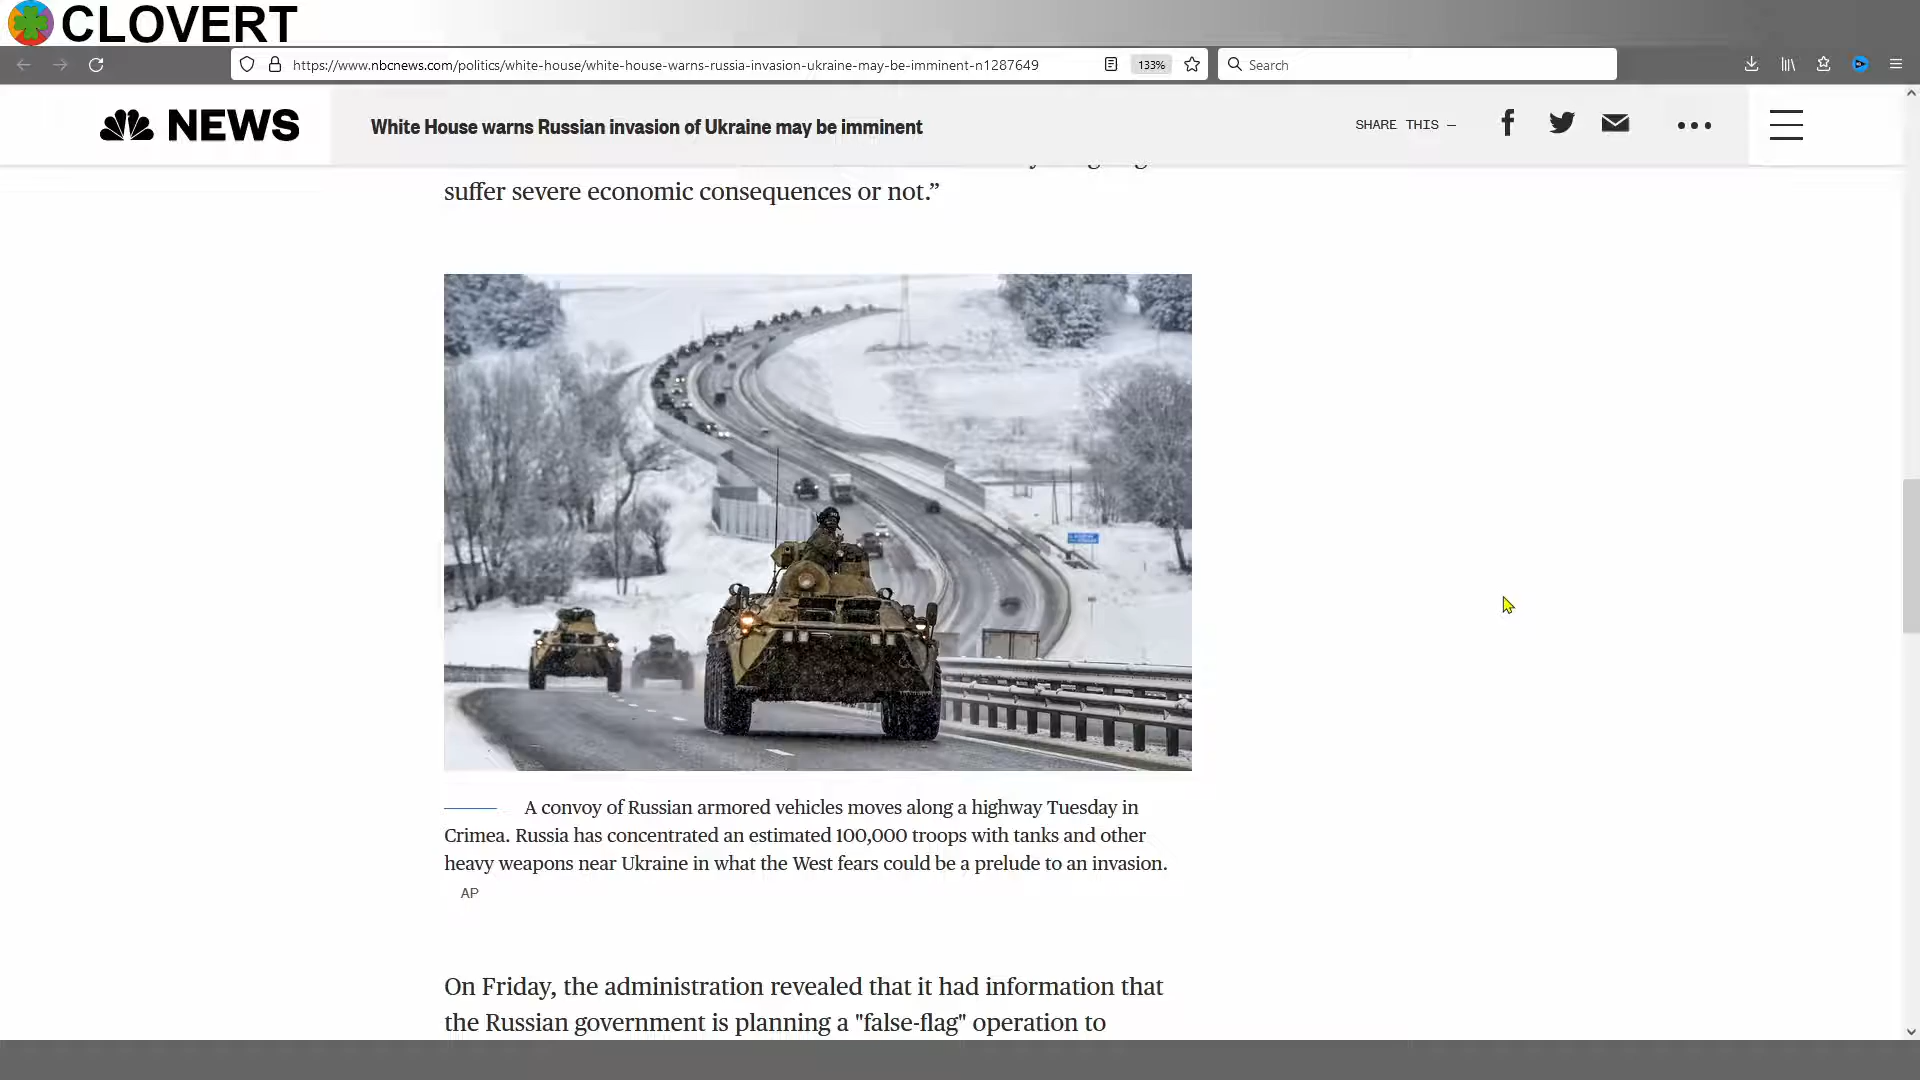 CLOVERT
https://www.nbcnews.com/politics/white-house/white-house-warns-russia-invasion-ukraine-may-be-imminent-n1287649
133%
Search
NEWS
White House warns Russian invasion of Ukraine may be imminent
SHARE THIS —
suffer severe economic consequences or not.”
A convoy of Russian armored vehicles moves along a highway Tuesday in
Crimea. Russia has concentrated an estimated 100,000 troops with tanks and other
heavy weapons near Ukraine in what the West fears could be a prelude to an invasion.
AP
On Friday, the administration revealed that it had information that
the Russian government is planning a "false-flag" operation to